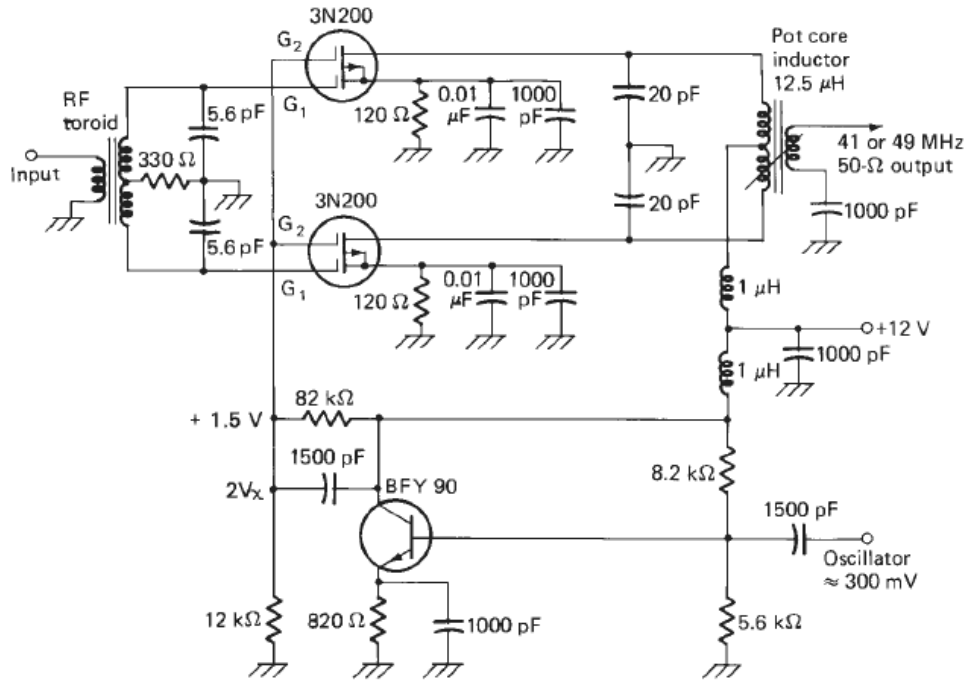 3N200
G2
G1
RF
toroid
Input
5.6 pF
330 Ω
5.6 pF
120 Ω
0.01
μF
1000
pF
20 pF
20 pF
Pot core
inductor
12.5 μH
41 or 49 MHz
50-Ω output
1000 pF
3N200
G2
G1
120 Ω
0.01
μF
1000
pF
1 μH
+12 V
1000 pF
1 μH
82 kΩ
+ 1.5 V
1500 pF
2Vx
BFY 90
8.2 kΩ
1500 pF
Oscillator
≈ 300 mV
12 kΩ
820 Ω
1000 pF
5.6 kΩ